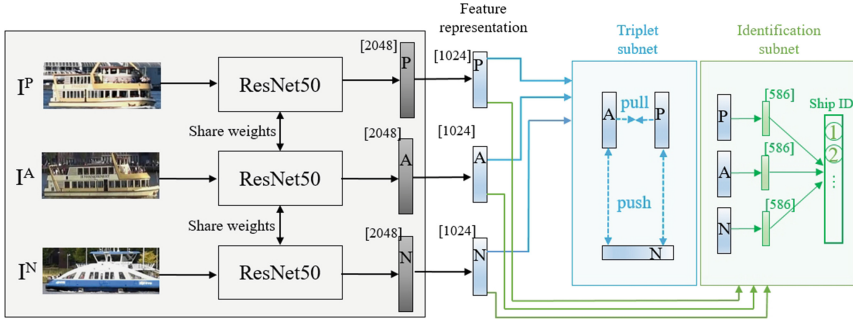 Feature
representation
Triplet
subnet
Identification
subnet
[2048]
[1024]
I^P
ResNet50
P
P
Share weights
[2048]
[1024]
I^A
ResNet50
A
A
Share weights
[2048]
[1024]
I^N
ResNet50
N
N
A
pull
P
push
N
[586]
Ship ID
P
1
[586]
2
A
⋮
[586]
N